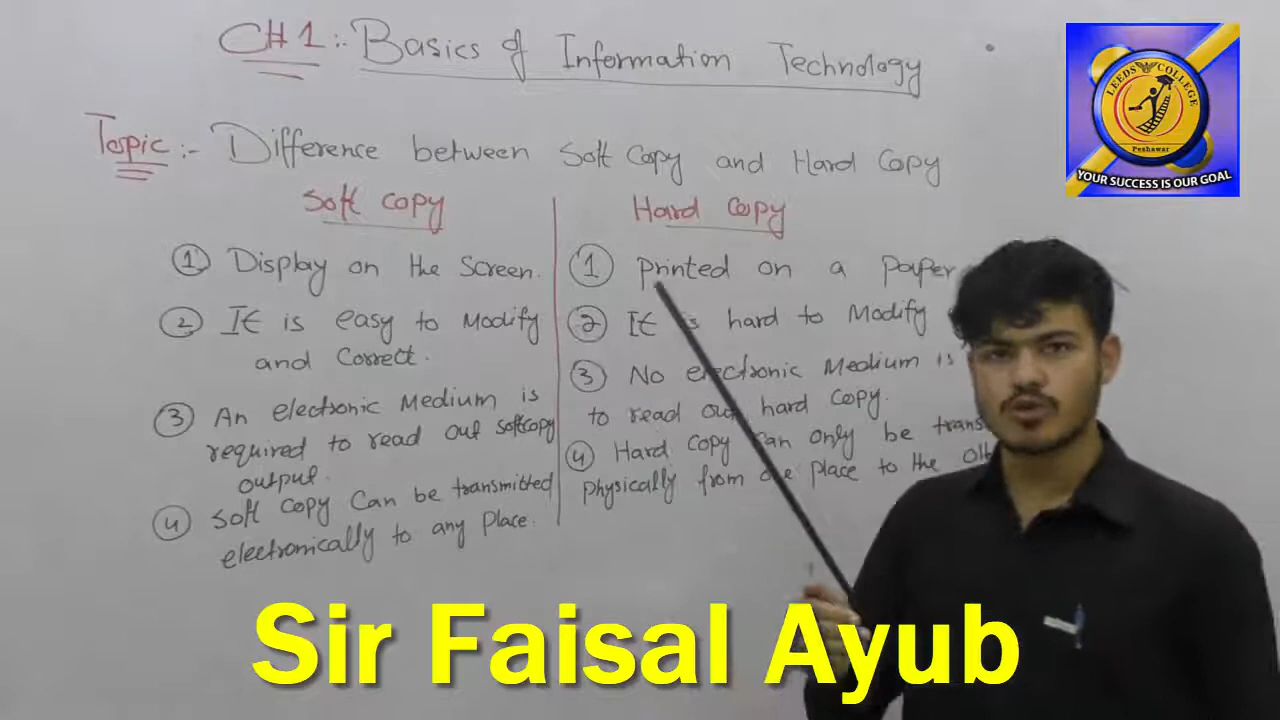 CH 1:- Basics of Information Technology
Topic:- Difference between Soft Copy and Hard Copy
Soft Copy
① Display on the Screen.
② It is easy to Modify
and Correct.
③ An electronic Medium is
required to read out softcopy
output.
④ Soft Copy Can be transmitted
electronically to any Place.
Hard Copy
① printed on a paper
② It is hard to Modify
③ No electronic Medium is
to read out hard copy.
④ Hard Copy Can only be
physically from one place to the
LEEDS COLLEGE
Peshawar
YOUR SUCCESS IS OUR GOAL
Sir Faisal Ayub